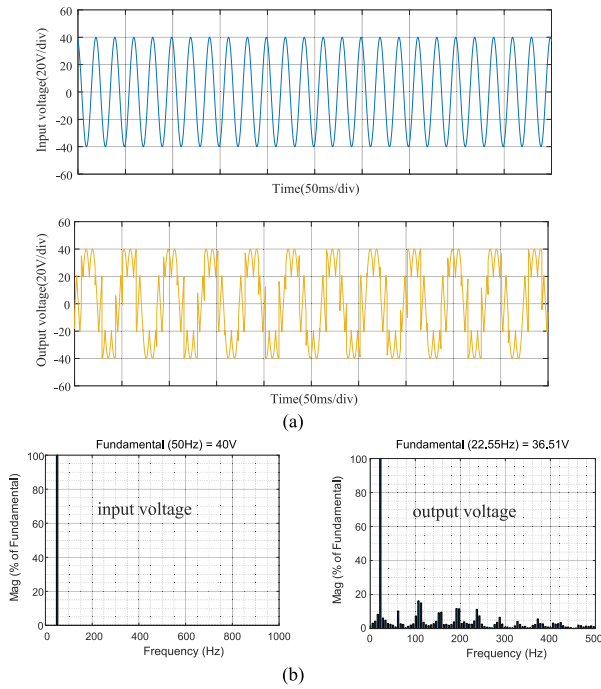 60
40
20
0
-20
-40
-60
Input voltage(20V/div)
Time(50ms/div)
60
40
20
0
-20
-40
-60
Output voltage(20V/div)
Time(50ms/div)
(a)
Fundamental (50Hz) = 40V
100
80
60
40
20
0
Mag (% of Fundamental)
input voltage
0 200 400 600 800 1000
Frequency (Hz)
Fundamental (22.55Hz) = 36.51V
100
80
60
40
20
0
Mag (% of Fundamental)
output voltage
0 100 200 300 400 500
Frequency (Hz)
(b)